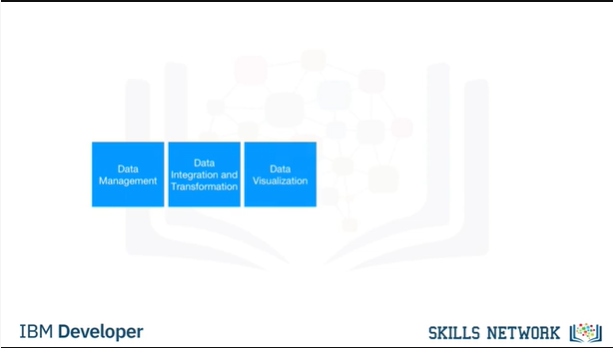 Data
Management
Data
Integration and
Transformation
Data
Visualization
IBM Developer
SKILLS NETWORK